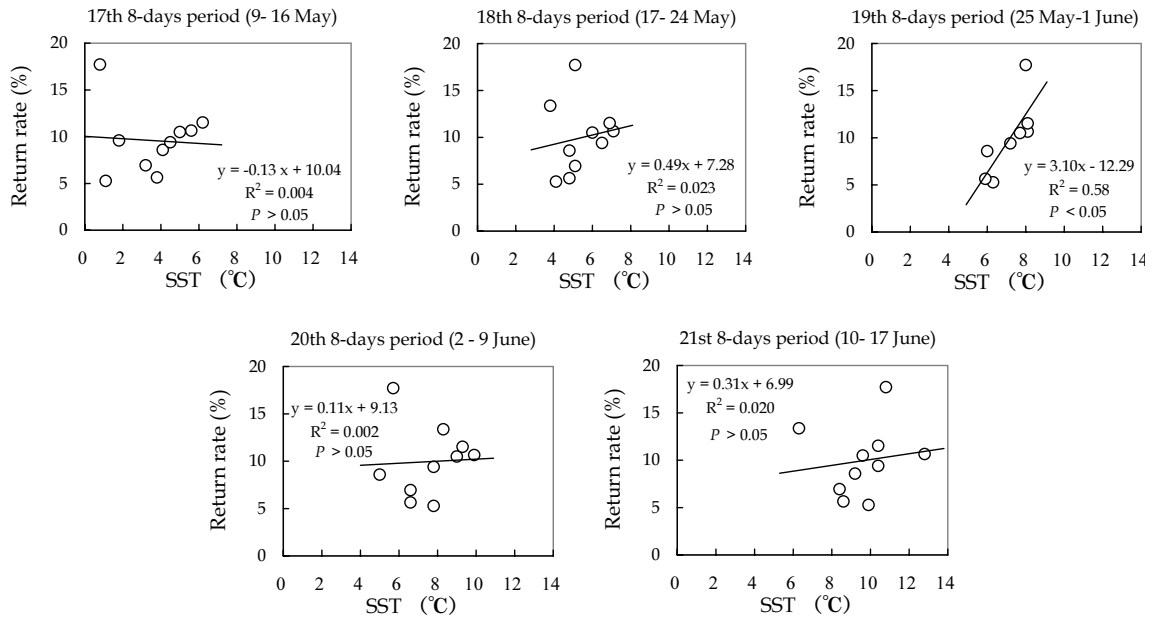 17th 8-days period (9- 16 May)
Return rate (%)
20
15
10
5
0
y = -0.13 x + 10.04
R² = 0.004
P > 0.05
0 2 4 6 8 10 12 14
SST (℃)
18th 8-days period (17- 24 May)
Return rate (%)
20
15
10
5
0
y = 0.49x + 7.28
R² = 0.023
P > 0.05
0 2 4 6 8 10 12 14
SST (℃)
19th 8-days period (25 May-1 June)
Return rate (%)
20
15
10
5
0
y = 3.10x - 12.29
R² = 0.58
P < 0.05
0 2 4 6 8 10 12 14
SST (℃)
20th 8-days period (2 - 9 June)
Return rate (%)
20
15
10
5
0
y = 0.11x + 9.13
R² = 0.002
P > 0.05
0 2 4 6 8 10 12 14
SST (℃)
21st 8-days period (10- 17 June)
Return rate (%)
20
15
10
5
0
y = 0.31x + 6.99
R² = 0.020
P > 0.05
0 2 4 6 8 10 12 14
SST (℃)